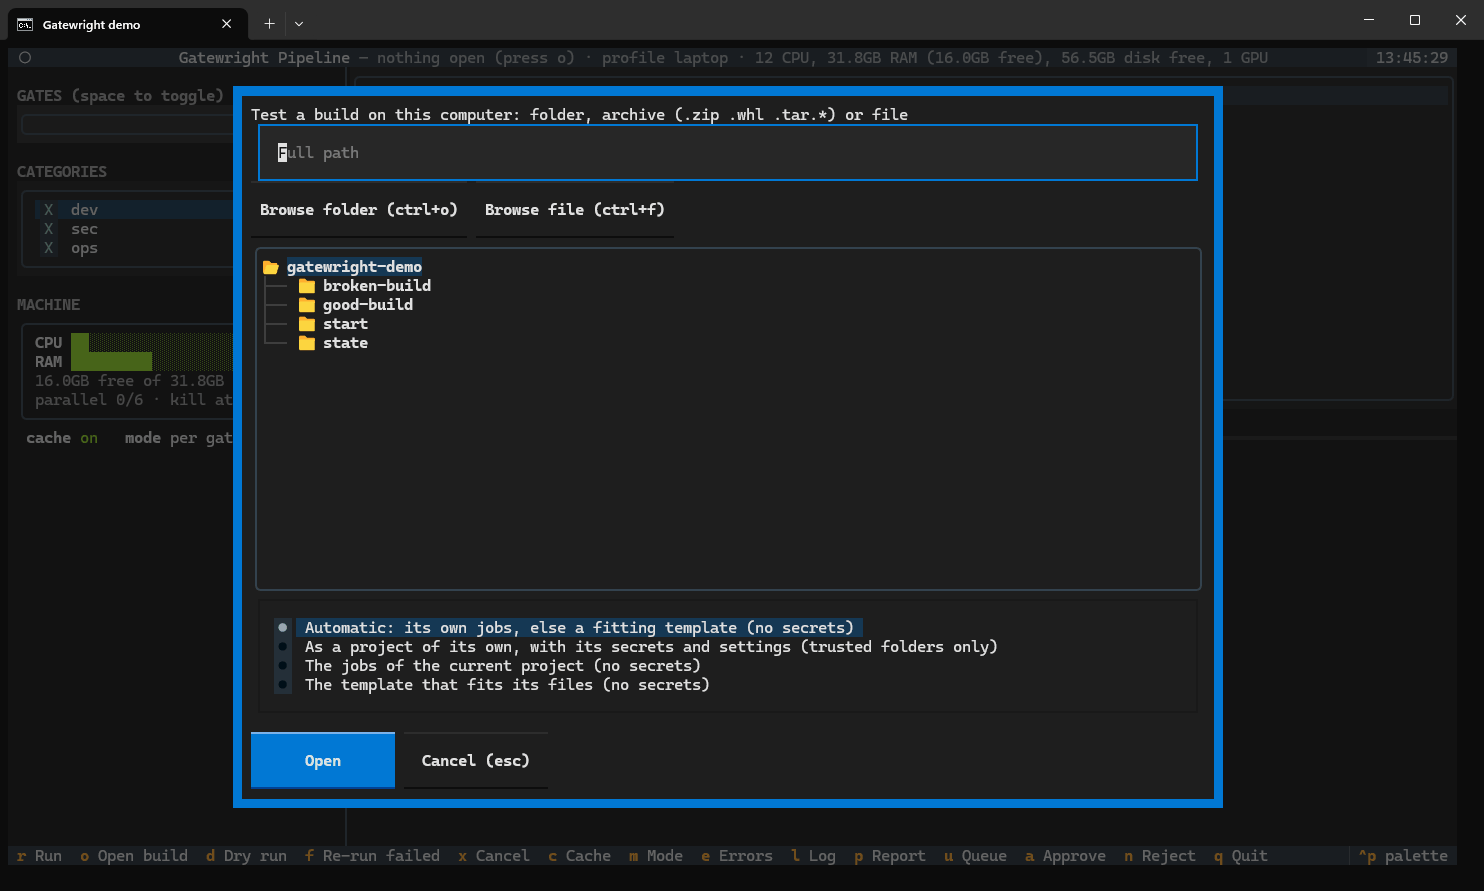 Gatewright demo
Gatewright Pipeline — nothing open (press o) · profile laptop · 12 CPU, 31.8GB RAM (16.0GB free), 56.5GB disk free, 1 GPU 13:45:29
GATES (space to toggle)
CATEGORIES
X dev
X sec
X ops
MACHINE
CPU
RAM
16.0GB free of 31.8GB
parallel 0/6 · kill at
cache on mode per gat
Test a build on this computer: folder, archive (.zip .whl .tar.*) or file
Full path
Browse folder (ctrl+o) Browse file (ctrl+f)
gatewright-demo
broken-build
good-build
start
state
Automatic: its own jobs, else a fitting template (no secrets)
As a project of its own, with its secrets and settings (trusted folders only)
The jobs of the current project (no secrets)
The template that fits its files (no secrets)
Open Cancel (esc)
r Run o Open build d Dry run f Re-run failed x Cancel c Cache m Mode e Errors l Log p Report u Queue a Approve n Reject q Quit ^p palette